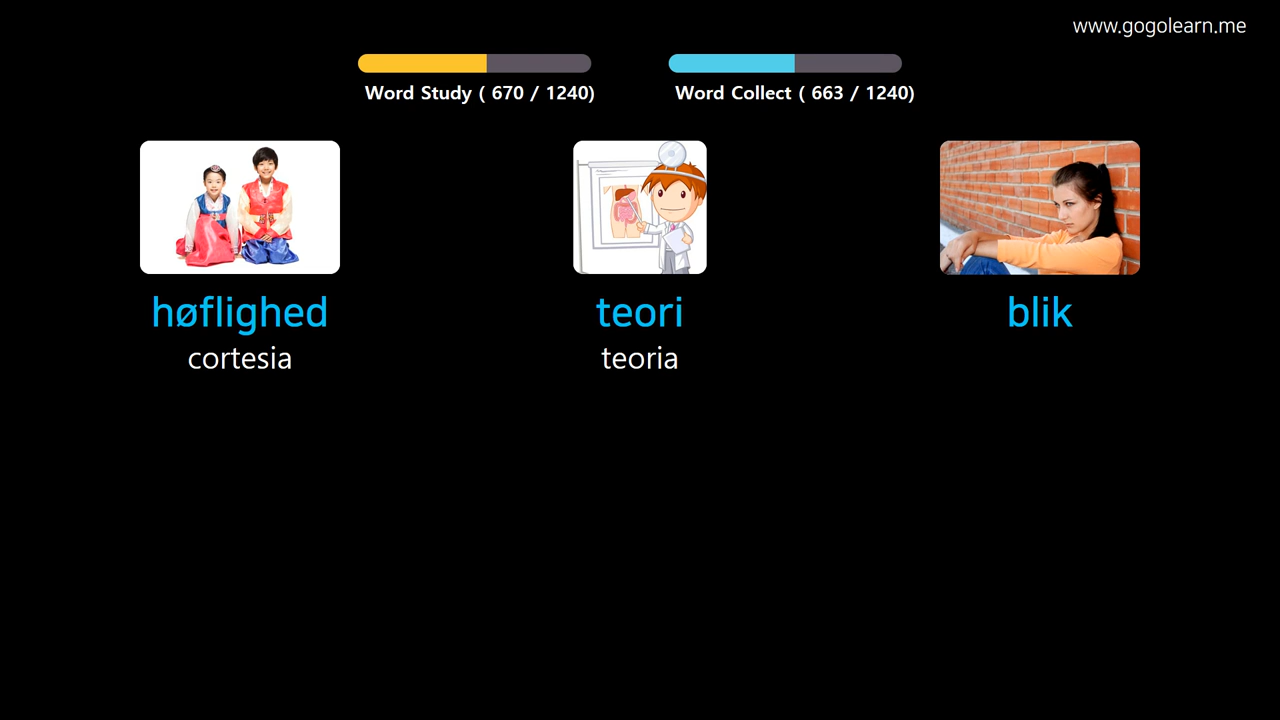 www.gogolearn.me
Word Study ( 670 / 1240)
Word Collect ( 663 / 1240)
høflighed
teori
blik
cortesia
teoria